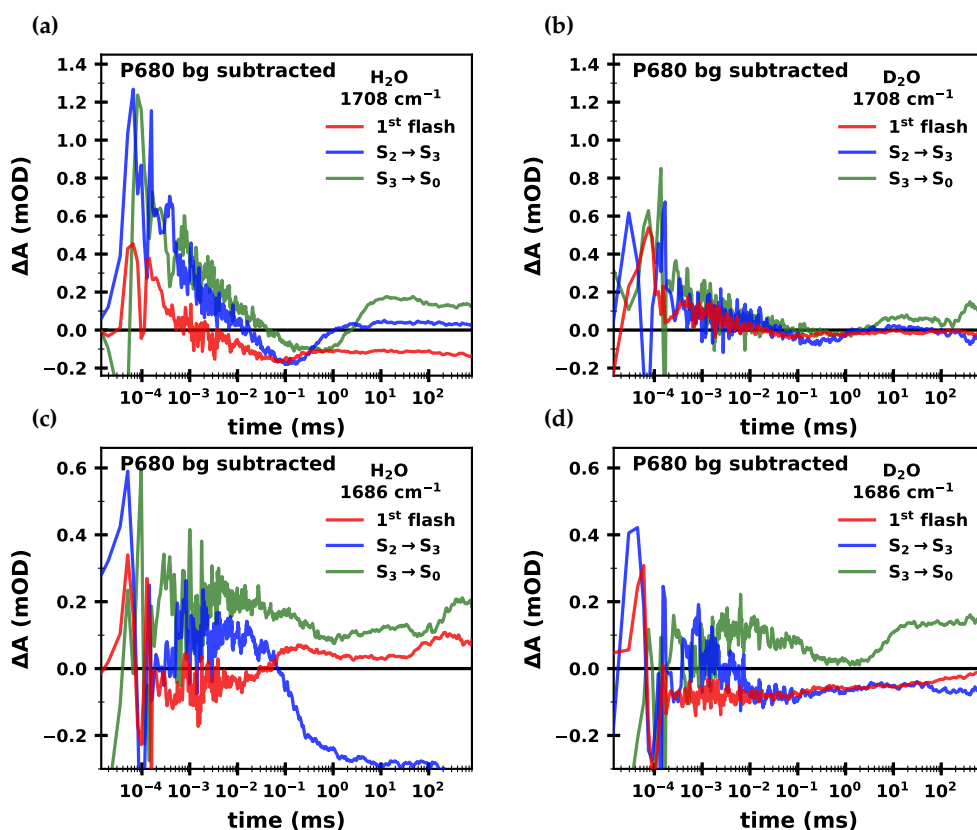 (a)
P680 bg subtracted
H₂O
1708 cm⁻¹
1ˢᵗ flash
S₂ → S₃
S₃ → S₀
1.4
1.2
1.0
0.8
0.6
0.4
0.2
0.0
−0.2
ΔA (mOD)
10⁻⁴ 10⁻³ 10⁻² 10⁻¹ 10⁰ 10¹ 10²
time (ms)
(b)
P680 bg subtracted
D₂O
1708 cm⁻¹
1ˢᵗ flash
S₂ → S₃
S₃ → S₀
1.4
1.2
1.0
0.8
0.6
0.4
0.2
0.0
−0.2
ΔA (mOD)
10⁻⁴ 10⁻³ 10⁻² 10⁻¹ 10⁰ 10¹ 10²
time (ms)
(c)
P680 bg subtracted
H₂O
1686 cm⁻¹
1ˢᵗ flash
S₂ → S₃
S₃ → S₀
0.6
0.4
0.2
0.0
−0.2
ΔA (mOD)
10⁻⁴ 10⁻³ 10⁻² 10⁻¹ 10⁰ 10¹ 10²
time (ms)
(d)
P680 bg subtracted
D₂O
1686 cm⁻¹
1ˢᵗ flash
S₂ → S₃
S₃ → S₀
0.6
0.4
0.2
0.0
−0.2
ΔA (mOD)
10⁻⁴ 10⁻³ 10⁻² 10⁻¹ 10⁰ 10¹ 10²
time (ms)